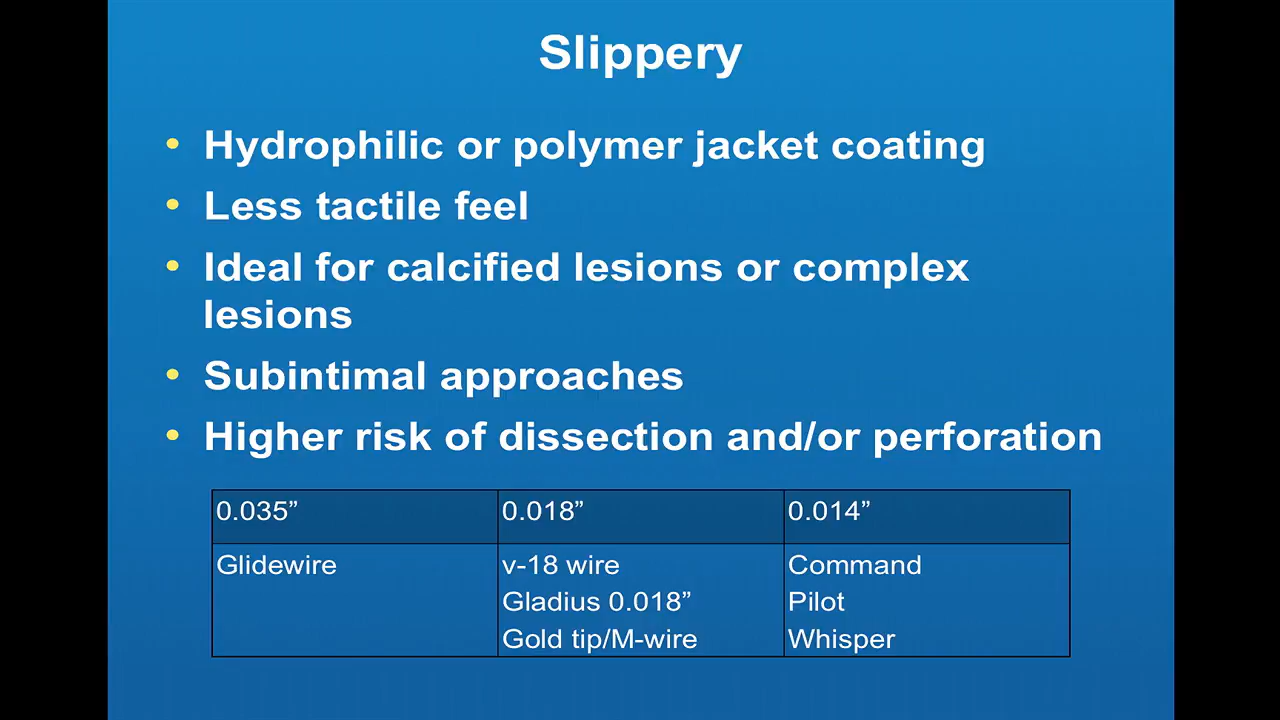 Slippery
• Hydrophilic or polymer jacket coating
• Less tactile feel
• Ideal for calcified lesions or complex
lesions
• Subintimal approaches
• Higher risk of dissection and/or perforation
0.035” 0.018” 0.014”
Glidewire v-18 wire Command
Gladius 0.018” Pilot
Gold tip/M-wire Whisper